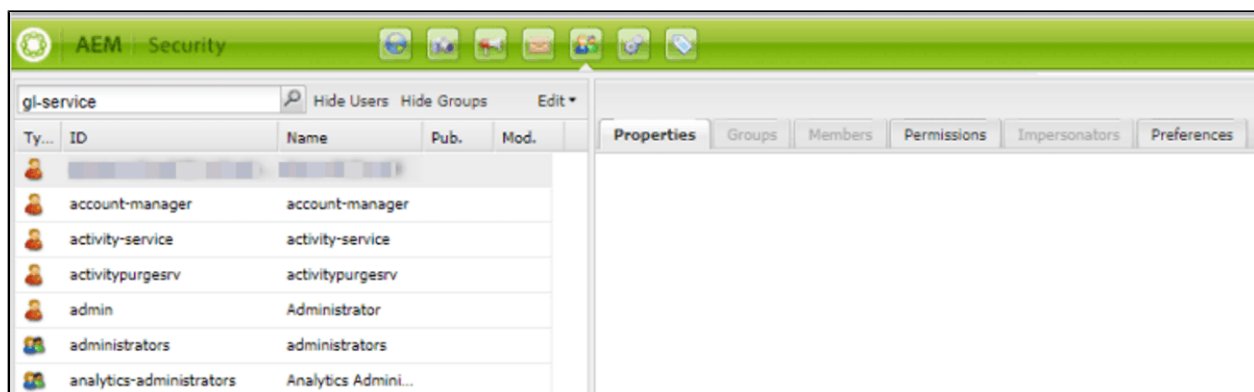 AEM Security
gl-service Hide Users Hide Groups Edit
Ty... ID Name Pub. Mod. Properties Groups Members Permissions Impersonators Preferences
account-manager account-manager
activity-service activity-service
activitypurgesrv activitypurgesrv
admin Administrator
administrators administrators
analytics-administrators Analytics Admini...